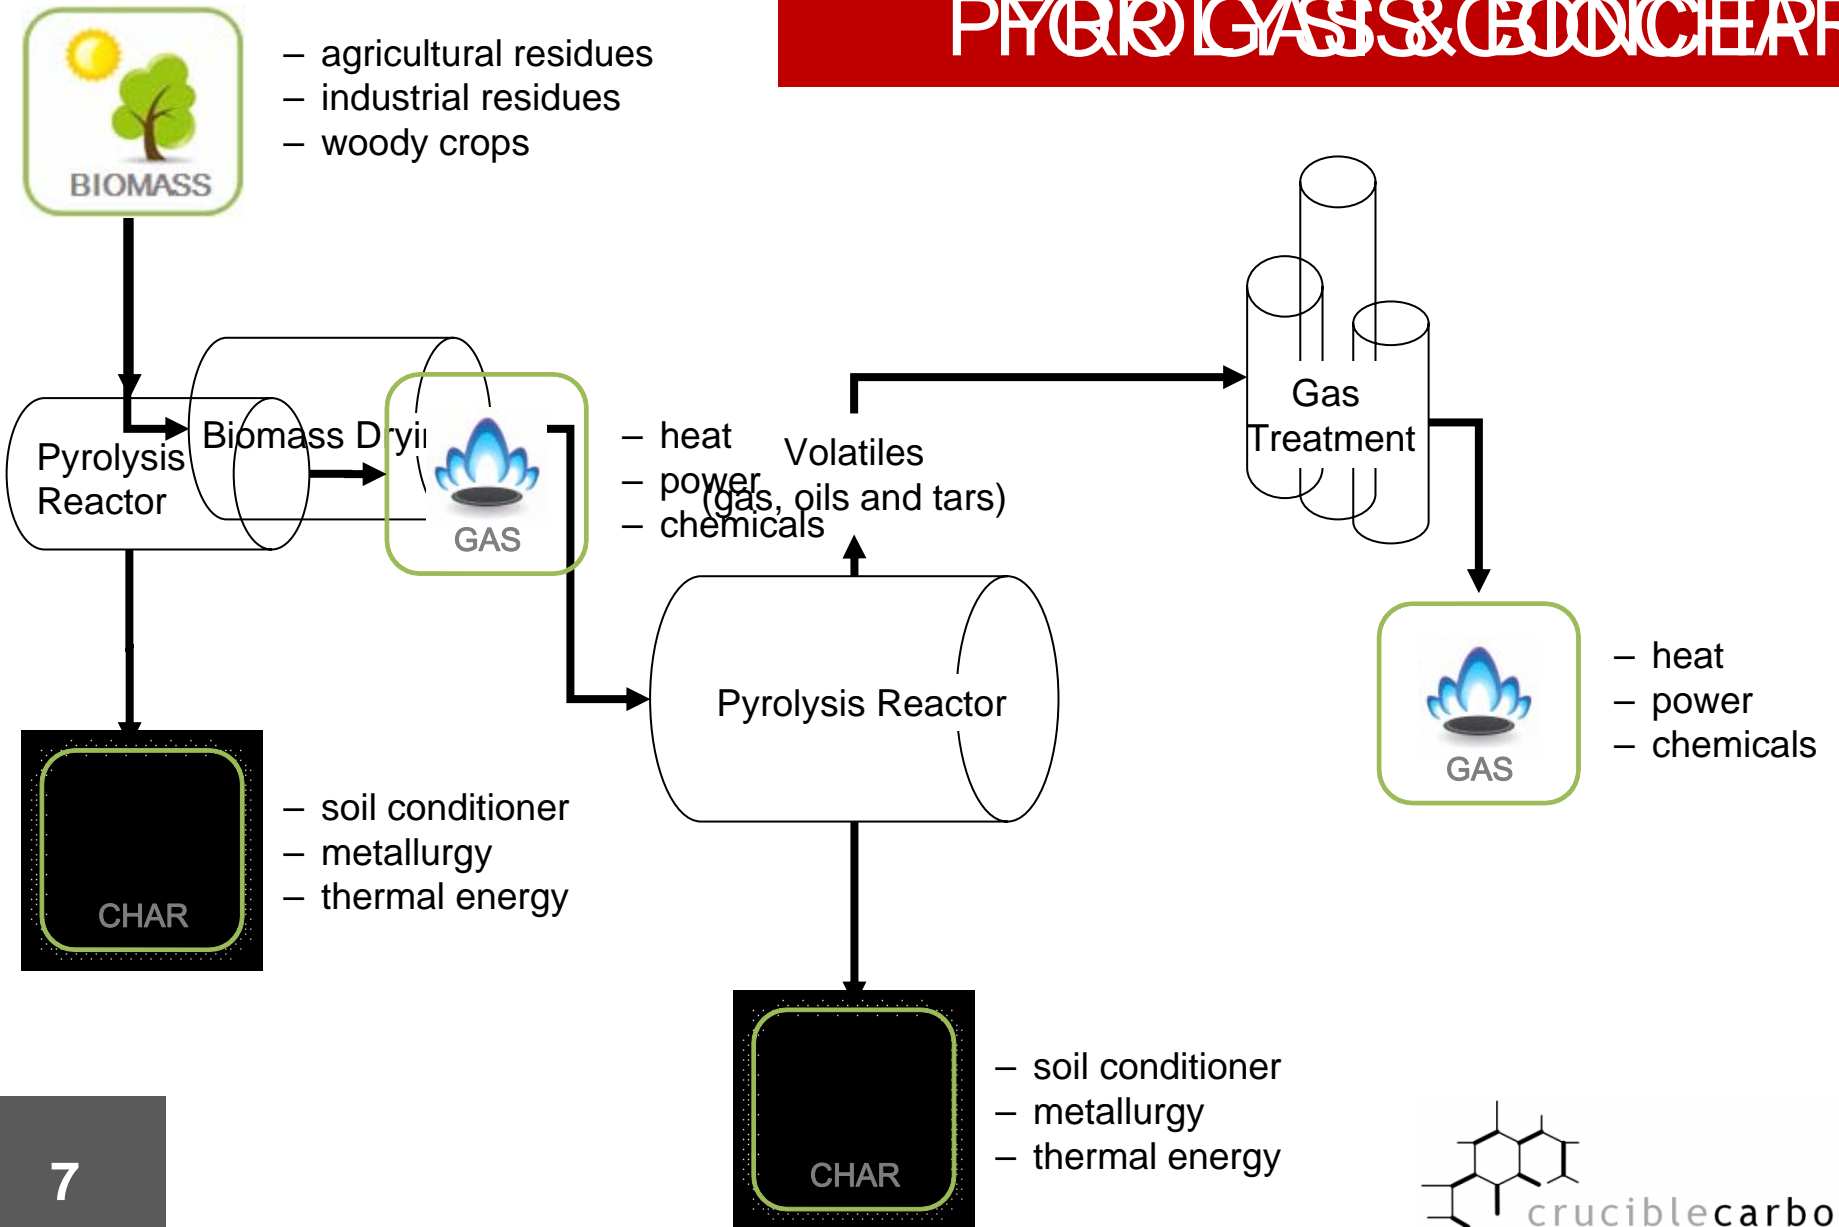 – agricultural residues
– industrial residues
– woody crops
BIOMASS
Pyrolysis
Reactor
Biomass
GAS
– heat
– power
– chemicals
Volatiles
(gas, oils and tars)
Gas
Treatment
Pyrolysis Reactor
GAS
– heat
– power
– chemicals
CHAR
– soil conditioner
– metallurgy
– thermal energy
CHAR
– soil conditioner
– metallurgy
– thermal energy
7
cruciblecarbo